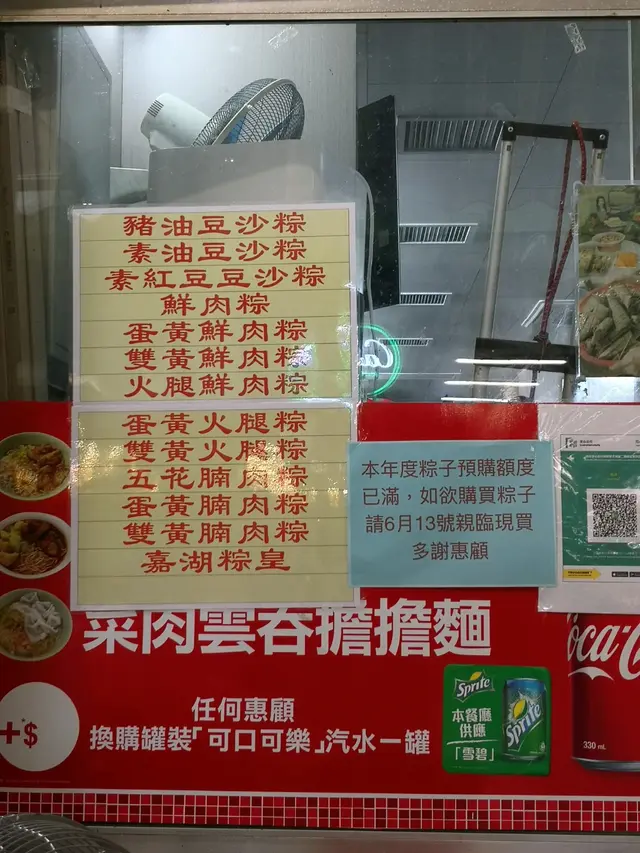 豬油豆沙粽
素油豆沙粽
素紅豆豆沙粽
鮮肉粽
蛋黃鮮肉粽
雙黃鮮肉粽
火腿鮮肉粽
蛋黃火腿粽
雙黃火腿粽
五花腩肉粽
蛋黃腩肉粽
雙黃腩肉粽
嘉湖粽皇
本年度粽子預購額度
已滿，如欲購買粽子
請6月13號親臨現買
多謝惠顧
菜肉雲吞擔擔麵
任何惠顧
換購罐裝「可口可樂」汽水一罐
+$
Sprite
本餐廳
供應
「雪碧」
Sprite
oca-C
330 mL